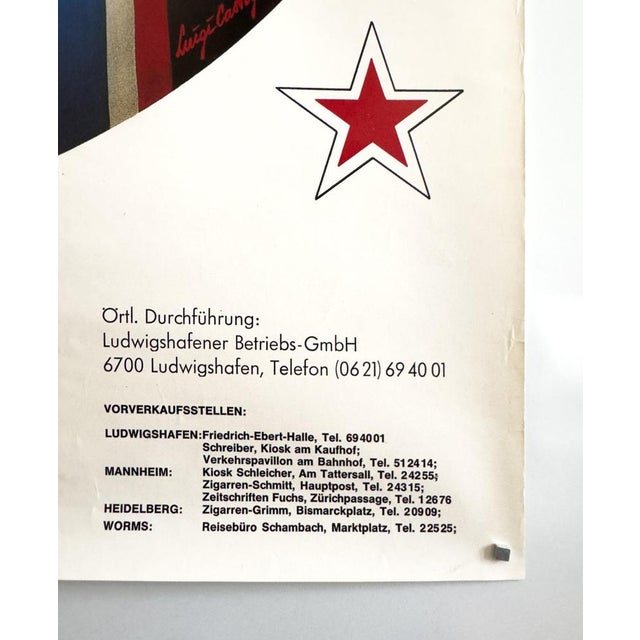 Luigi
Örtl. Durchführung:
Ludwigshafener Betriebs-GmbH
6700 Ludwigshafen, Telefon (0621) 69 40 01
VORVERKAUFSSTELLEN:
LUDWIGSHAFEN: Friedrich-Ebert-Halle, Tel. 694001
Schreiber, Kiosk am Kaufhof;
Verkehrspavillon am Bahnhof, Tel. 512414;
MANNHEIM: Kiosk Schleicher, Am Tattersall, Tel. 24255;
Zigarren-Schmitt, Hauptpost, Tel. 24315;
Zeitschriften Fuchs, Zürichpassage, Tel. 12676
HEIDELBERG: Zigarren-Grimm, Bismarckplatz, Tel. 20909;
WORMS: Reisebüro Schambach, Marktplatz, Tel. 22525;